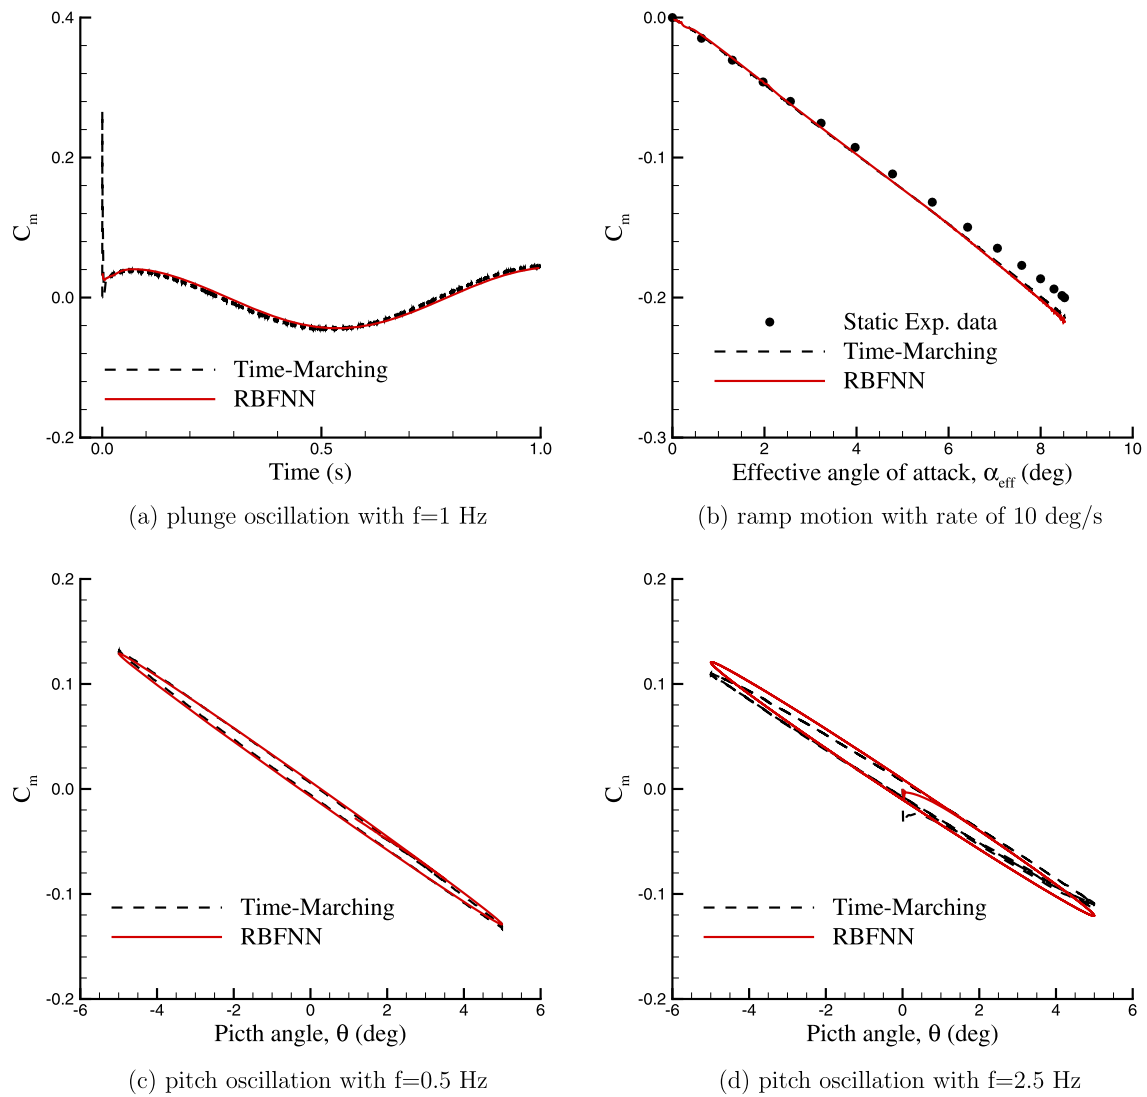 0.4
0.2
0.0
-0.2
C_m
0.0
0.5
1.0
Time (s)
Time-Marching
RBFNN
(a) plunge oscillation with f=1 Hz
0.0
-0.1
-0.2
-0.3
C_m
0
2
4
6
8
10
Effective angle of attack, α_eff (deg)
Static Exp. data
Time-Marching
RBFNN
(b) ramp motion with rate of 10 deg/s
0.2
0.1
0.0
-0.1
-0.2
C_m
-6
-4
-2
0
2
4
6
Picth angle, θ (deg)
Time-Marching
RBFNN
(c) pitch oscillation with f=0.5 Hz
0.2
0.1
0.0
-0.1
-0.2
C_m
-6
-4
-2
0
2
4
6
Picth angle, θ (deg)
Time-Marching
RBFNN
(d) pitch oscillation with f=2.5 Hz